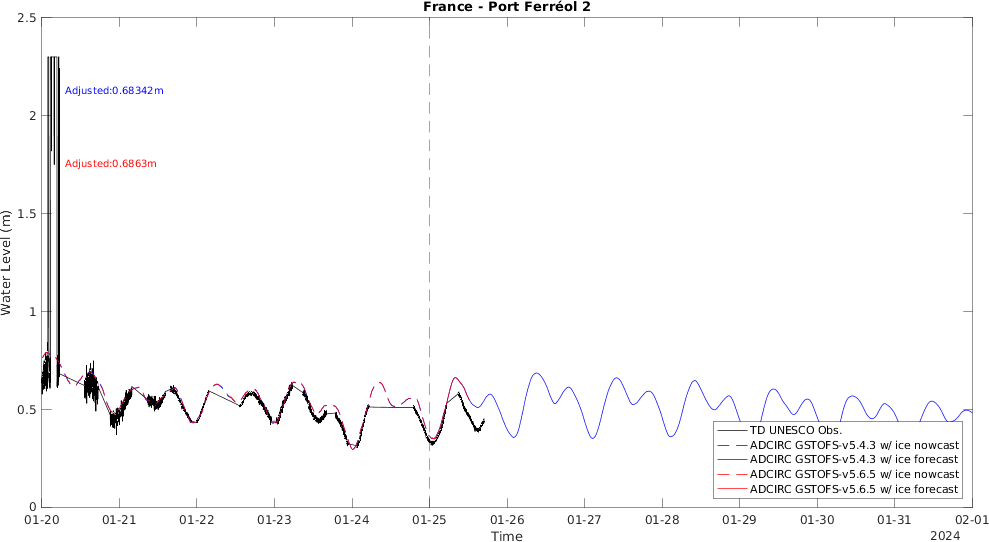 France - Port Ferréol 2
2.5
2
1.5
1
0.5
0
Water Level (m)
Adjusted:0.68342m
Adjusted:0.6863m
TD UNESCO Obs.
ADCIRC GSTOFS-v5.4.3 w/ ice nowcast
ADCIRC GSTOFS-v5.4.3 w/ ice forecast
ADCIRC GSTOFS-v5.6.5 w/ ice nowcast
ADCIRC GSTOFS-v5.6.5 w/ ice forecast
01-20 01-21 01-22 01-23 01-24 01-25 01-26 01-27 01-28 01-29 01-30 01-31 02-01
Time
2024